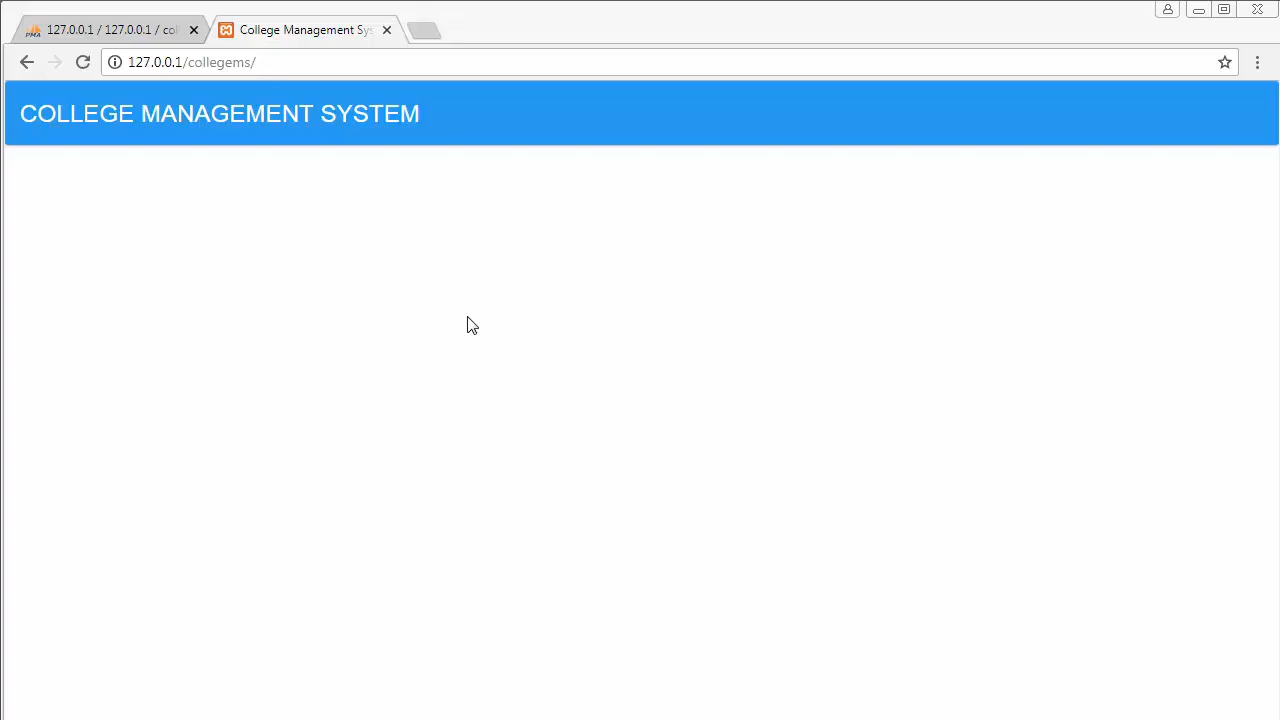 127.0.0.1 / 127.0.0.1 / col
College Management Sys
127.0.0.1/collegems/
COLLEGE MANAGEMENT SYSTEM